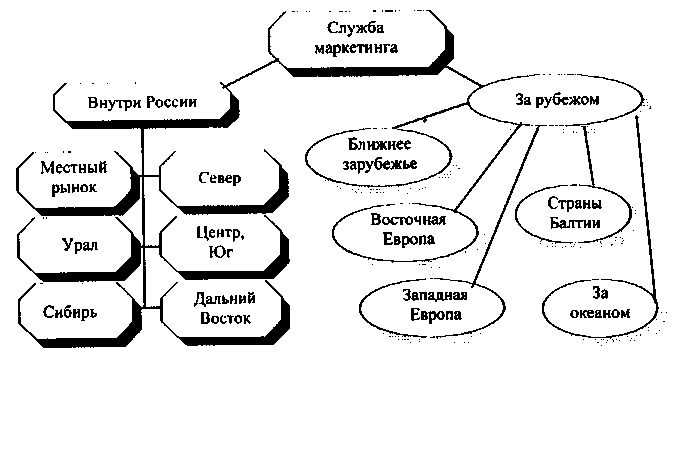 Служба
маркетинга
Внутри России
За рубежом
Местный
рынок
Север
Урал
Центр,
Юг
Сибирь
Дальний
Восток
Ближнее
зарубежье
Восточная
Европа
Страны
Балтии
Западная
Европа
За
океаном